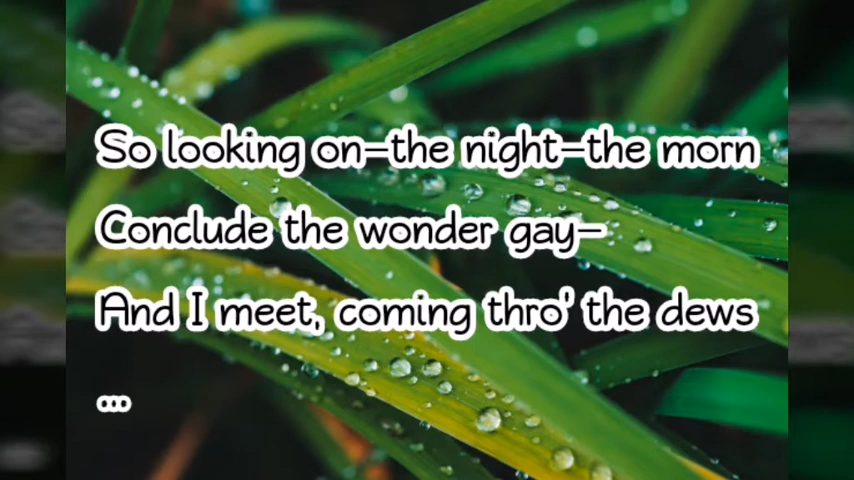 So looking on—the night—the morn
Conclude the wonder gay—
And I meet, coming thro' the dews
...